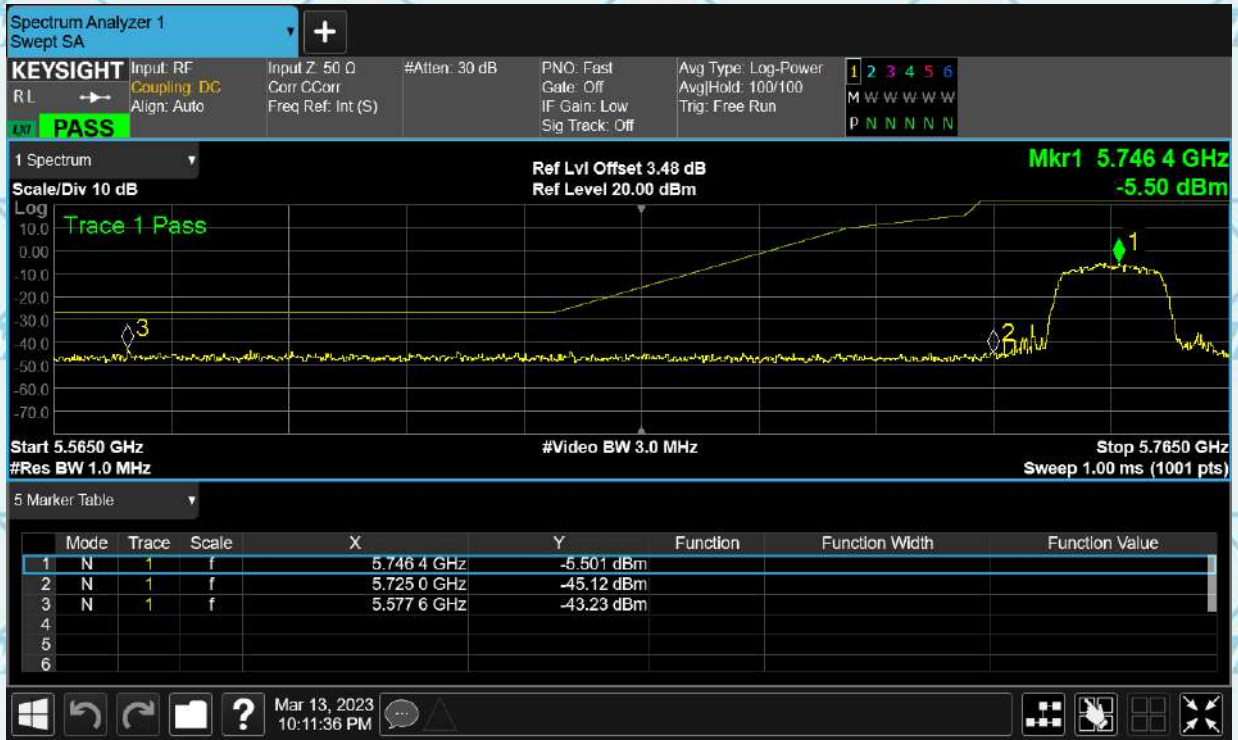 Spectrum Analyzer 1
Swept SA
KEYSIGHT
RL
LXI PASS
Input: RF
Coupling: DC
Align: Auto
Input Z: 50 Ω
Corr CCorr
Freq Ref: Int (S)
#Atten: 30 dB
PNO: Fast
Gate: Off
IF Gain: Low
Sig Track: Off
Avg Type: Log-Power
Avg|Hold: 100/100
Trig: Free Run
1 2 3 4 5 6
M W W W W W
P N N N N N
1 Spectrum
Scale/Div 10 dB
Ref Lvl Offset 3.48 dB
Ref Level 20.00 dBm
Mkr1 5.746 4 GHz
-5.50 dBm
Log
Trace 1 Pass
10.0
0.00
-10.0
-20.0
-30.0
-40.0
-50.0
-60.0
-70.0
1
2
3
Start 5.5650 GHz
#Res BW 1.0 MHz
#Video BW 3.0 MHz
Stop 5.7650 GHz
Sweep 1.00 ms (1001 pts)
5 Marker Table
Mode Trace Scale X Y Function Function Width Function Value
1 N 1 f 5.746 4 GHz -5.501 dBm
2 N 1 f 5.725 0 GHz -45.12 dBm
3 N 1 f 5.577 6 GHz -43.23 dBm
4
5
6
?
Mar 13, 2023
10:11:36 PM